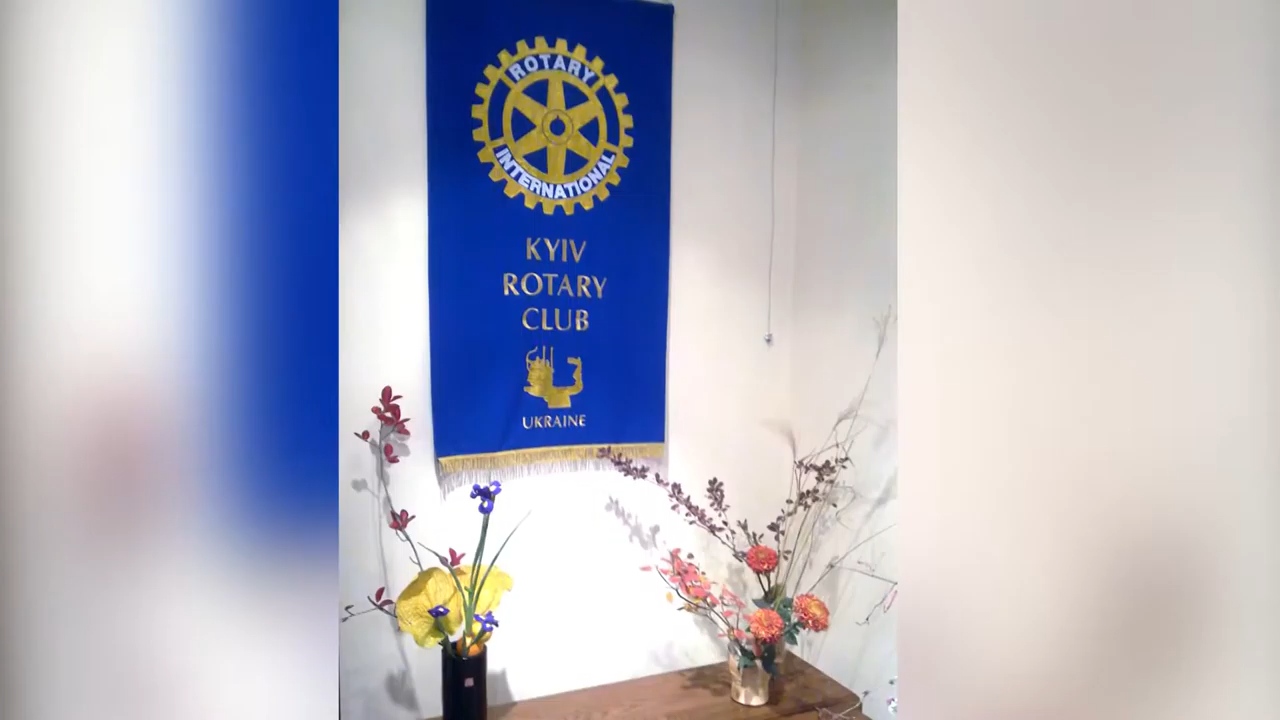 ROTARY
INTERNATIONAL
KYIV
ROTARY
CLUB
UKRAINE